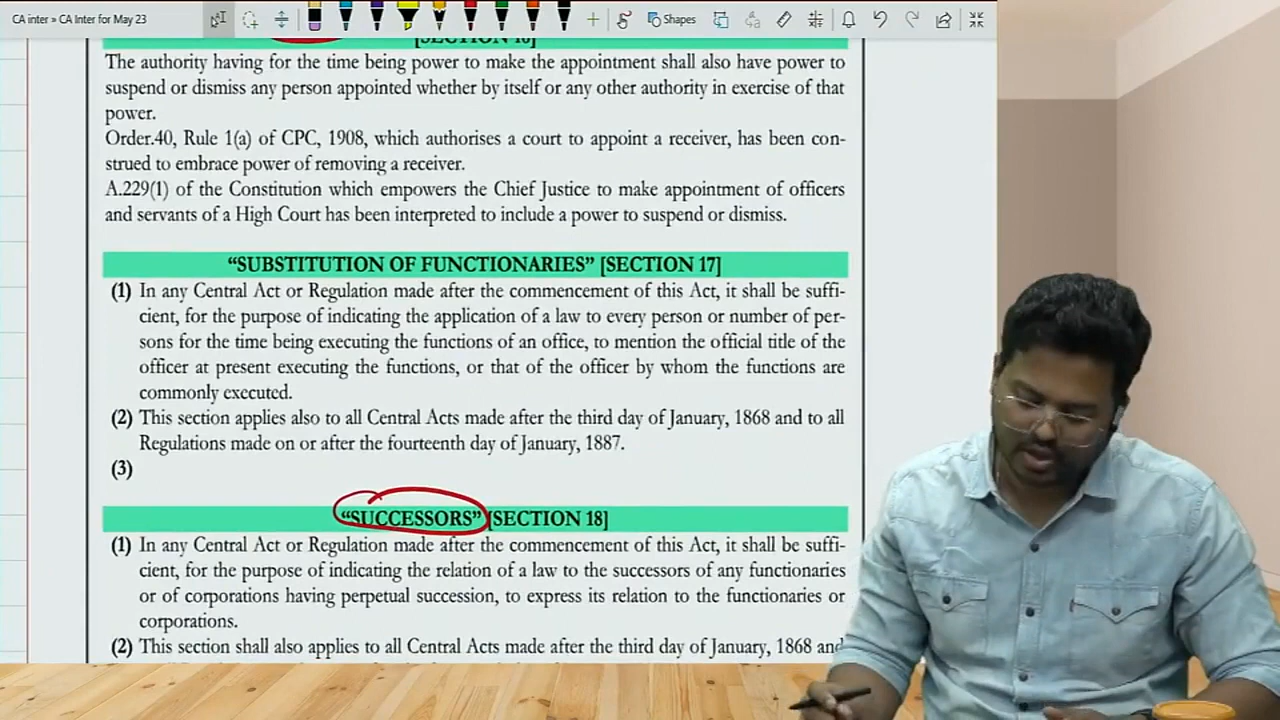 CA inter » CA Inter for May 23
Shapes
[SECTION 16]
The authority having for the time being power to make the appointment shall also have power to
suspend or dismiss any person appointed whether by itself or any other authority in exercise of that
power.
Order.40, Rule 1(a) of CPC, 1908, which authorises a court to appoint a receiver, has been con-
strued to embrace power of removing a receiver.
A.229(1) of the Constitution which empowers the Chief Justice to make appointment of officers
and servants of a High Court has been interpreted to include a power to suspend or dismiss.
“SUBSTITUTION OF FUNCTIONARIES” [SECTION 17]
(1) In any Central Act or Regulation made after the commencement of this Act, it shall be suffi-
cient, for the purpose of indicating the application of a law to every person or number of per-
sons for the time being executing the functions of an office, to mention the official title of the
officer at present executing the functions, or that of the officer by whom the functions are
commonly executed.
(2) This section applies also to all Central Acts made after the third day of January, 1868 and to all
Regulations made on or after the fourteenth day of January, 1887.
(3)
“SUCCESSORS” [SECTION 18]
(1) In any Central Act or Regulation made after the commencement of this Act, it shall be suffi-
cient, for the purpose of indicating the relation of a law to the successors of any functionaries
or of corporations having perpetual succession, to express its relation to the functionaries or
corporations.
(2) This section shall also applies to all Central Acts made after the third day of January, 1868 and